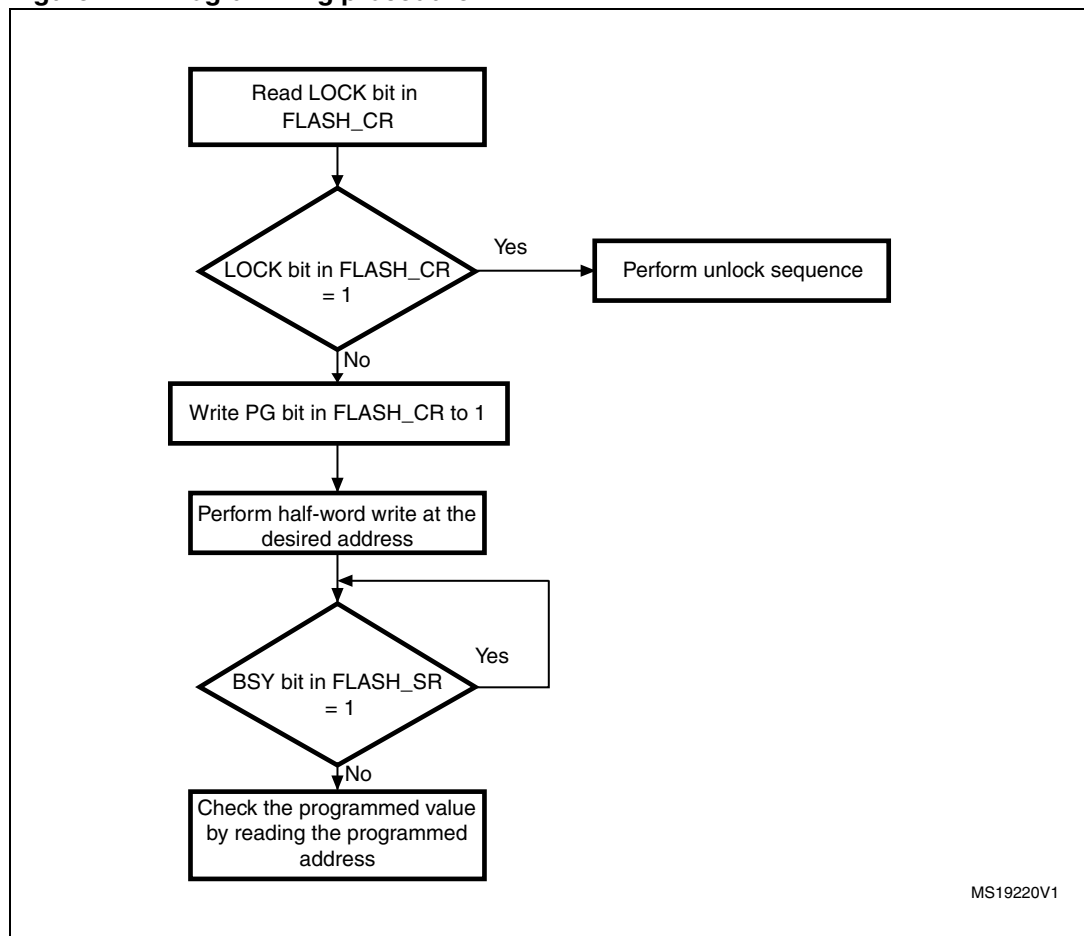 Read LOCK bit in
FLASH_CR
LOCK bit in FLASH_CR
= 1
Yes
Perform unlock sequence
No
Write PG bit in FLASH_CR to 1
Perform half-word write at the
desired address
BSY bit in FLASH_SR
= 1
Yes
No
Check the programmed value
by reading the programmed
address
MS19220V1